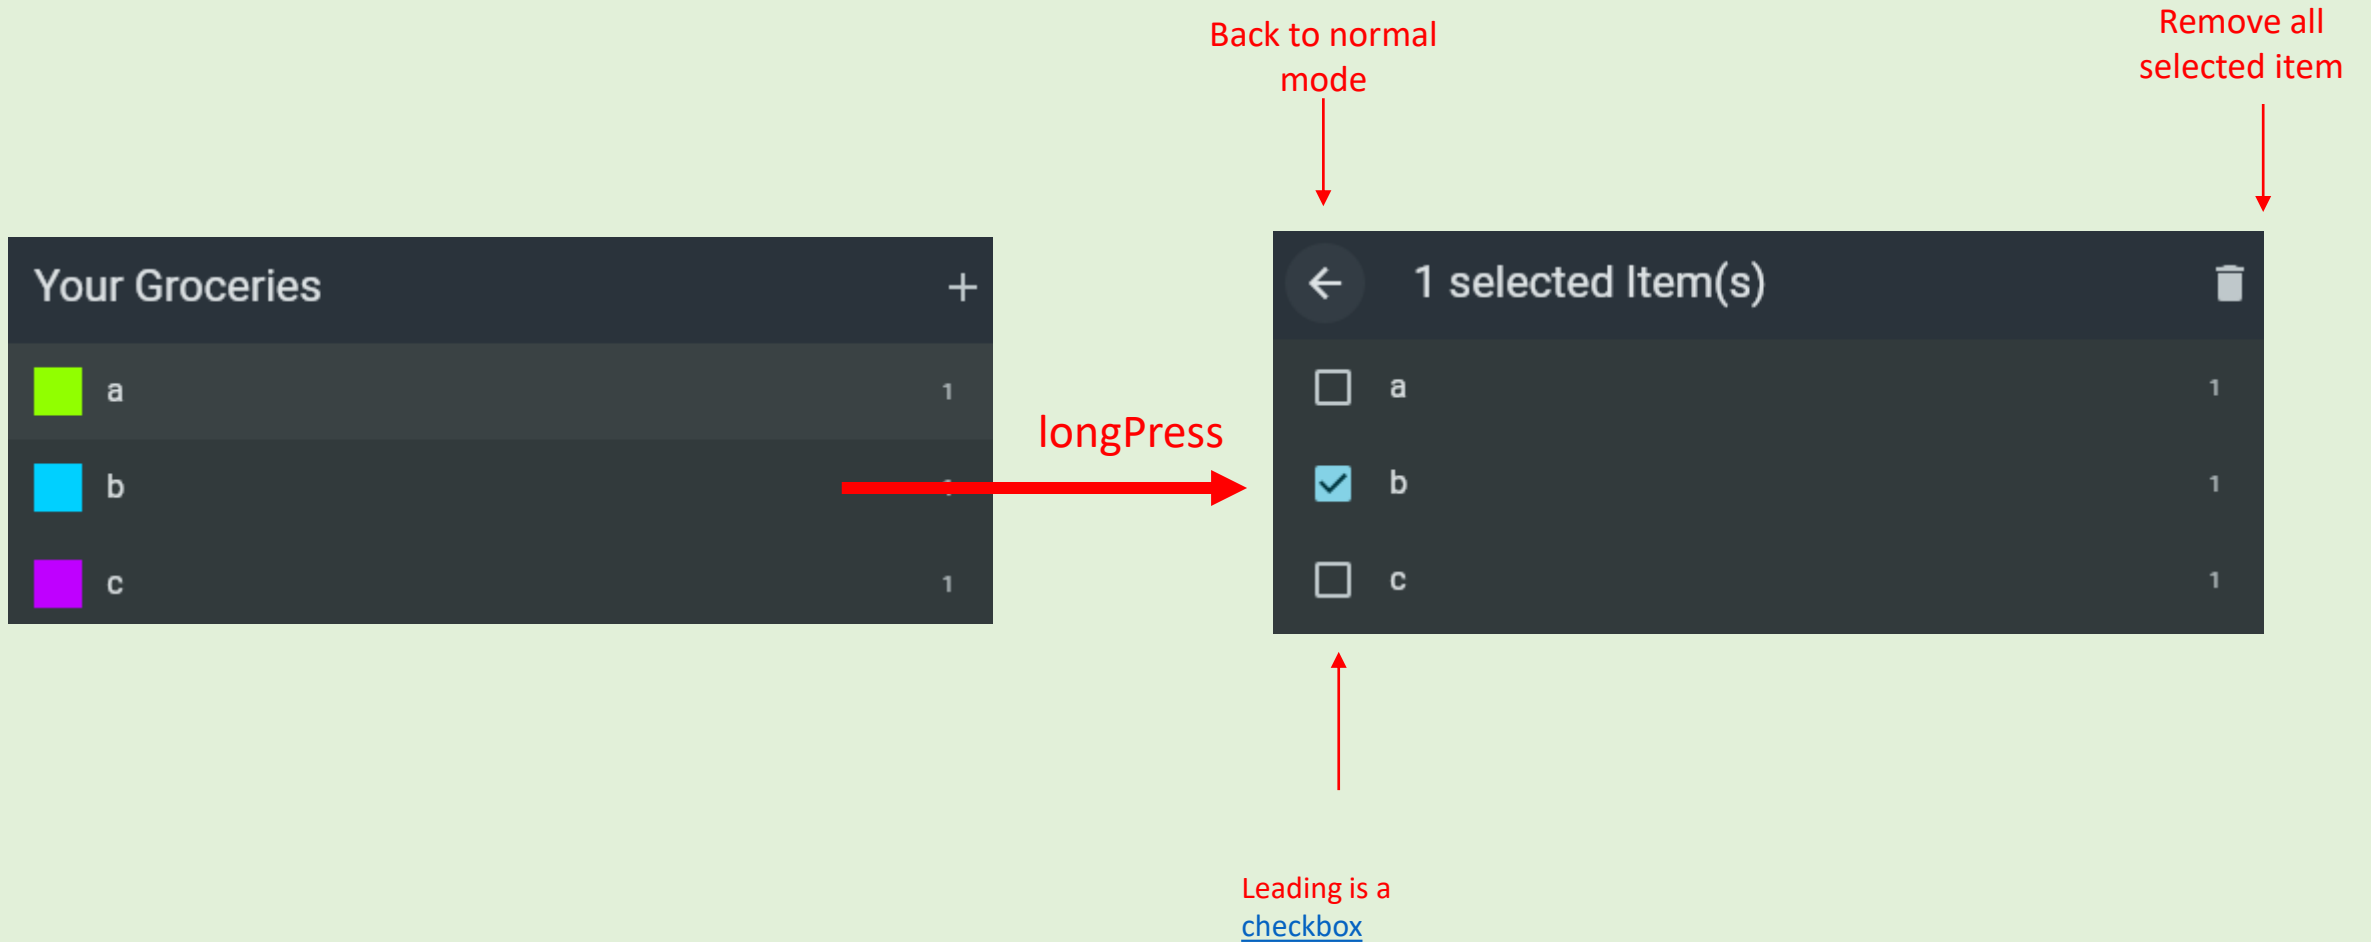 Back to normal
mode
Remove all
selected item
Your Groceries
+
a 1
b
c 1
longPress
1 selected Item(s)
a 1
b 1
c 1
Leading is a
checkbox